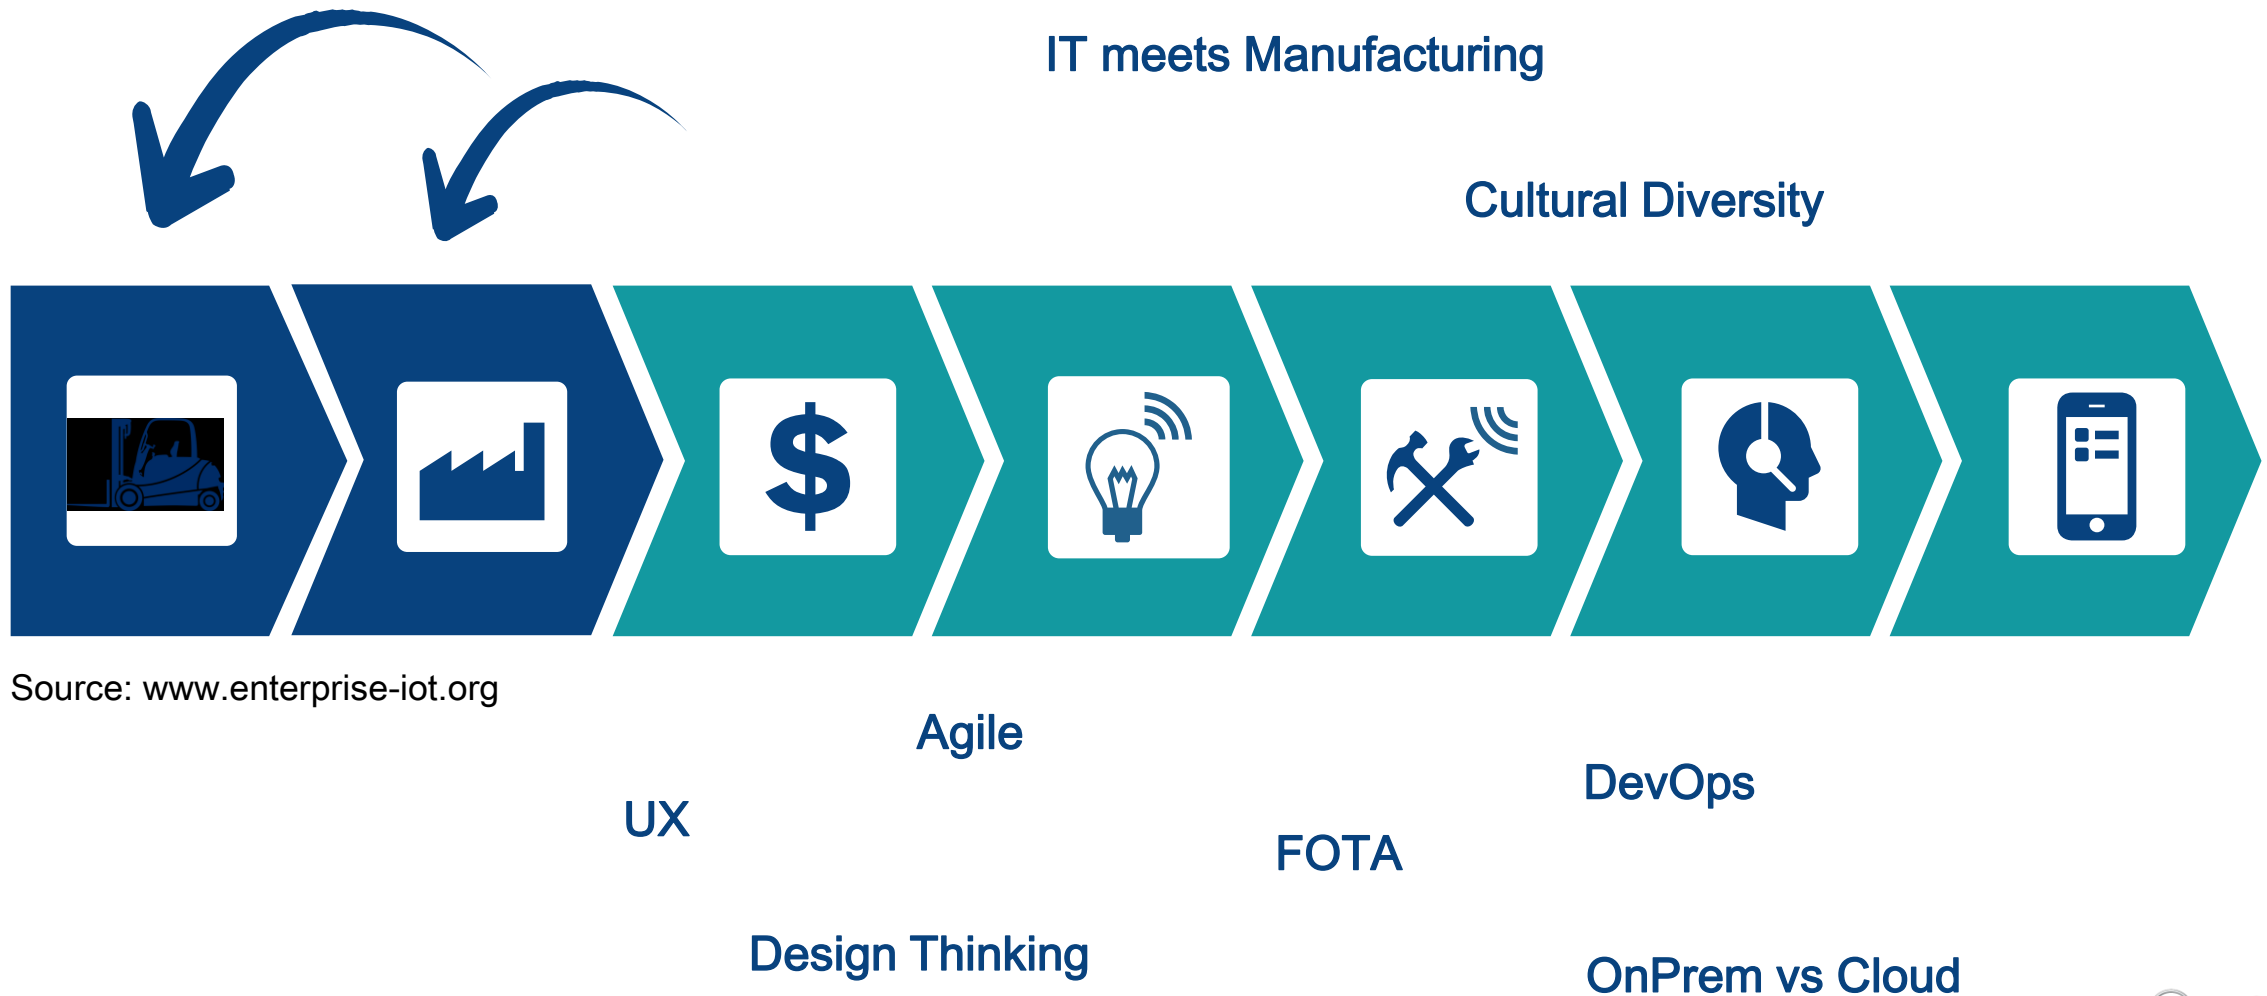 IT meets Manufacturing
Cultural Diversity
Source: www.enterprise-iot.org
Agile
DevOps
UX
FOTA
Design Thinking
OnPrem vs Cloud